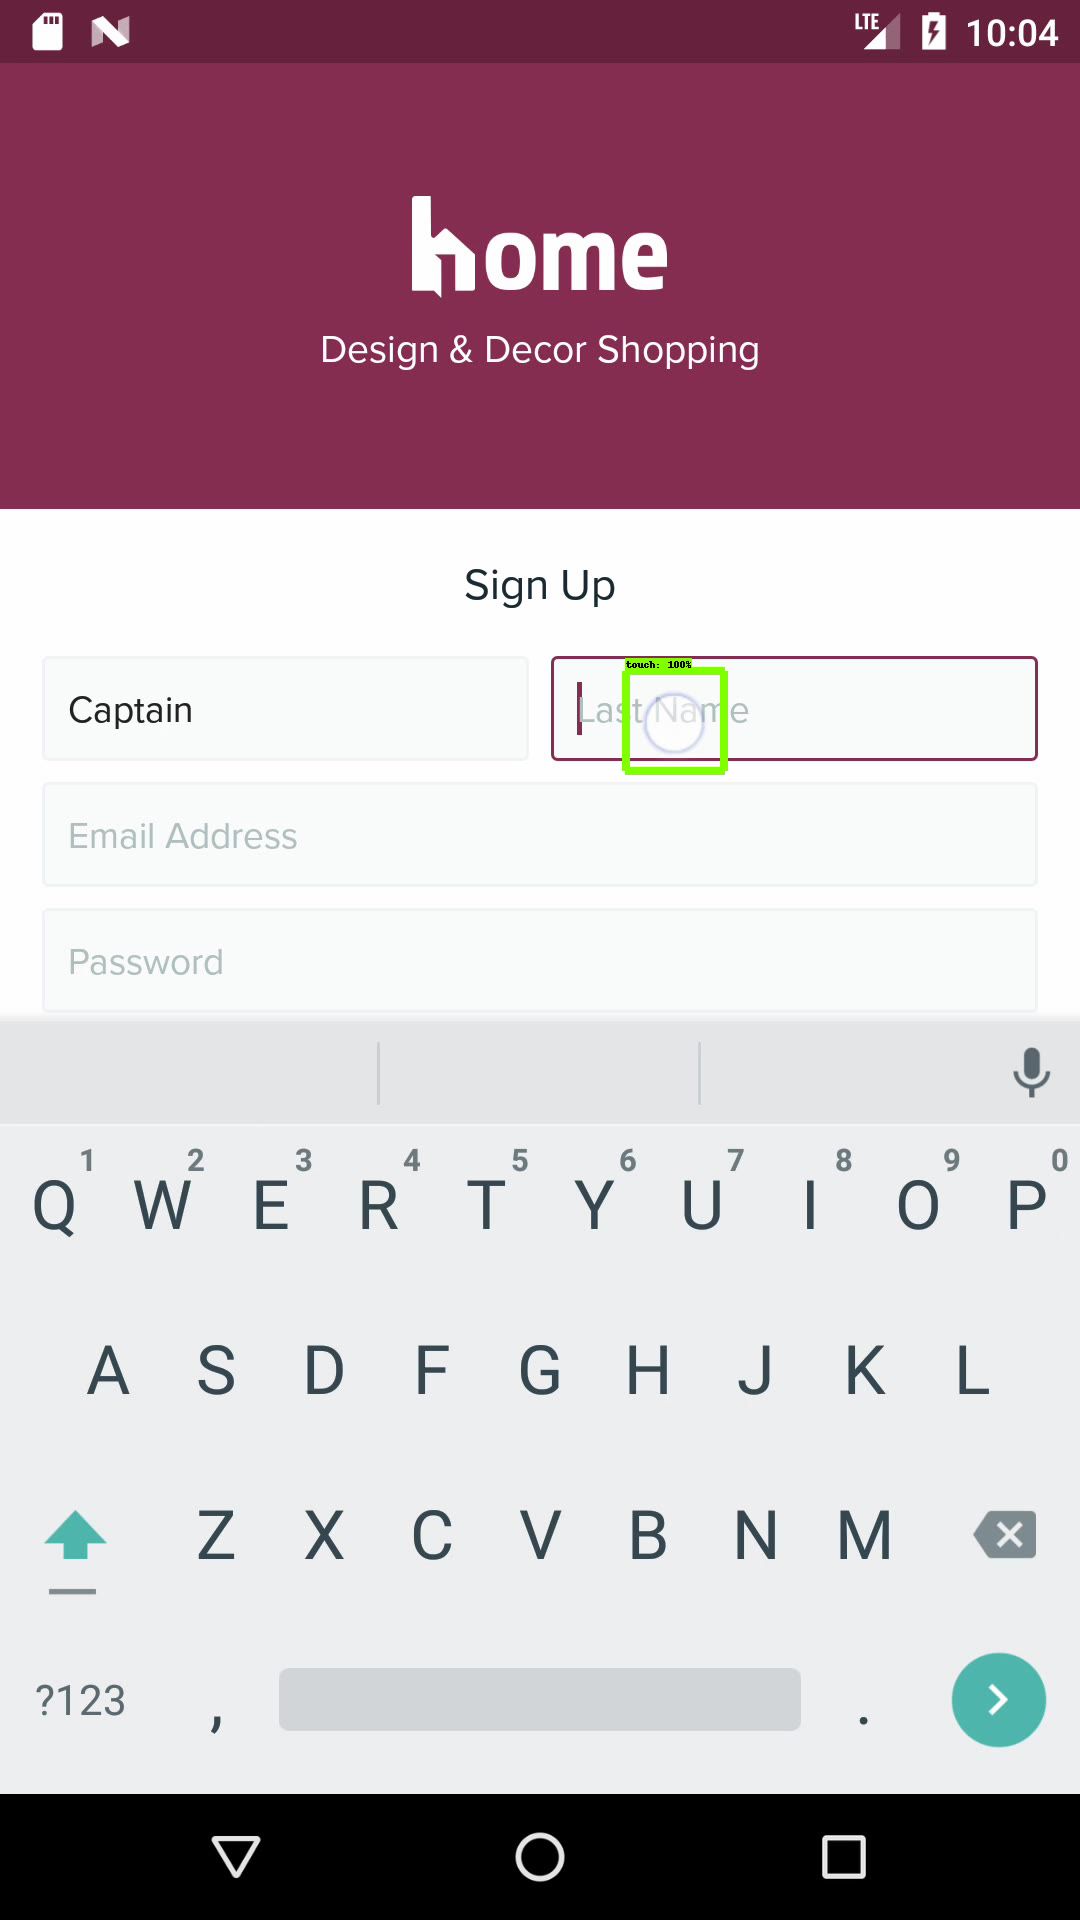 LTE 10:04
home
Design & Decor Shopping
Sign Up
touch: 100%
Captain Last Name
Email Address
Password
1 2 3 4 5 6 7 8 9 0
Q W E R T Y U I O P
A S D F G H J K L
Z X C V B N M
?123 , .